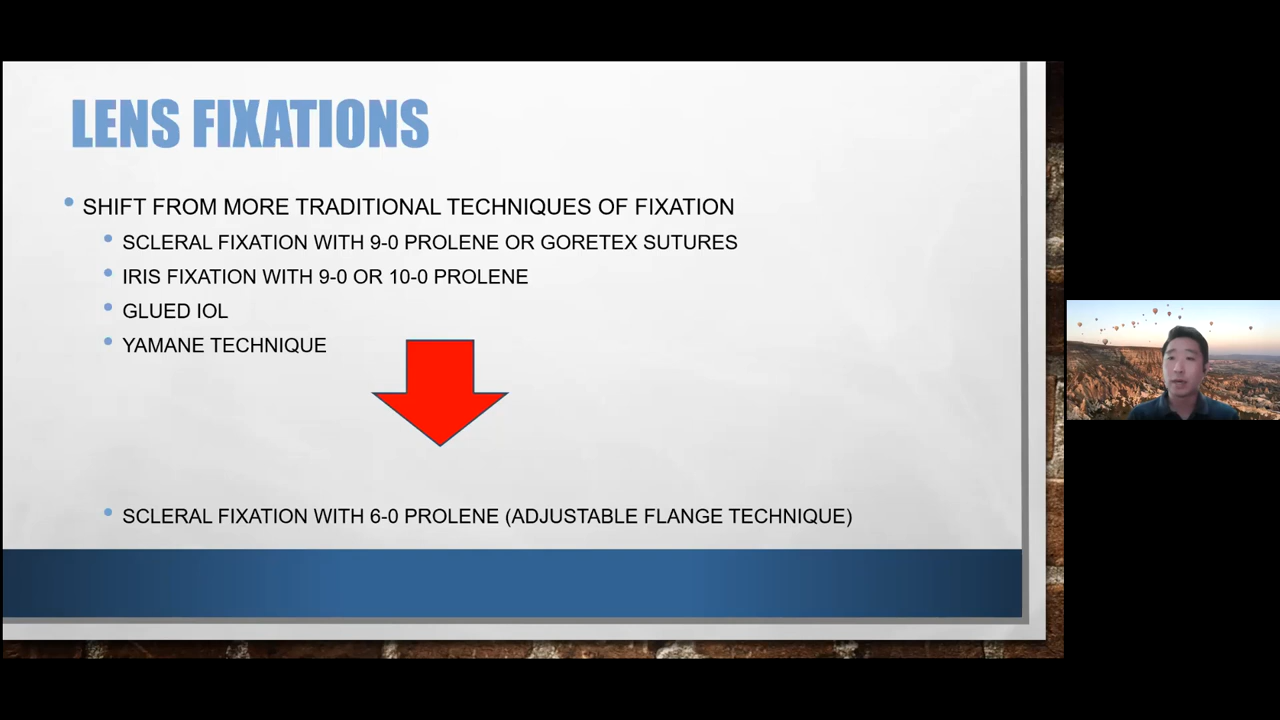 LENS FIXATIONS
SHIFT FROM MORE TRADITIONAL TECHNIQUES OF FIXATION
SCLERAL FIXATION WITH 9-0 PROLENE OR GORETEX SUTURES
IRIS FIXATION WITH 9-0 OR 10-0 PROLENE
GLUED IOL
YAMANE TECHNIQUE
SCLERAL FIXATION WITH 6-0 PROLENE (ADJUSTABLE FLANGE TECHNIQUE)